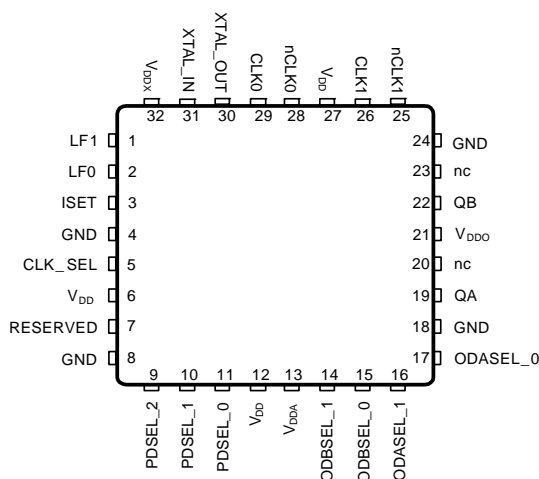 VDDX
XTAL_IN
XTAL_OUT
CLK0
nCLK0
VDD
CLK1
nCLK1
32 31 30 29 28 27 26 25
LF1 1
LF0 2
ISET 3
GND 4
CLK_SEL 5
VDD 6
RESERVED 7
GND 8
24 GND
23 nc
22 QB
21 VDDO
20 nc
19 QA
18 GND
17 ODASEL_0
9 10 11 12 13 14 15 16
PDSEL_2
PDSEL_1
PDSEL_0
VDD
VDDA
ODBSEL_1
ODBSEL_0
ODASEL_1